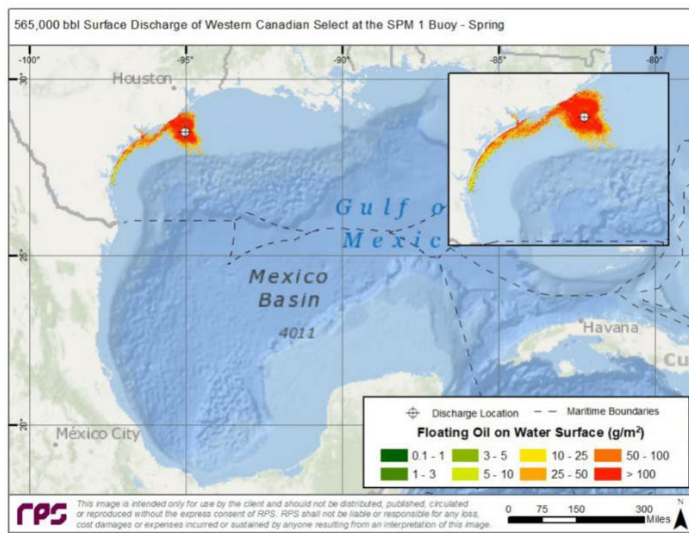 565,000 bbl Surface Discharge of Western Canadian Select at the SPM 1 Buoy - Spring
-100° -95° -90° -85° -80°
30°
Houston
Gulf o
Mexic
25°
Mexico
Basin
4011
Havana
Cu
20°
México City
Discharge Location Maritime Boundaries
Floating Oil on Water Surface (g/m²)
0.1 - 1 3 - 5 10 - 25 50 - 100
1 - 3 5 - 10 25 - 50 > 100
RPS
This image is intended only for use by the client and should not be distributed, published, circulated
or reproduced without the express consent of RPS. RPS shall not be liable or responsible for any loss,
cost damages or expenses incurred or sustained by anyone resulting from an interpretation of this image.
0 75 150 300
Miles
N